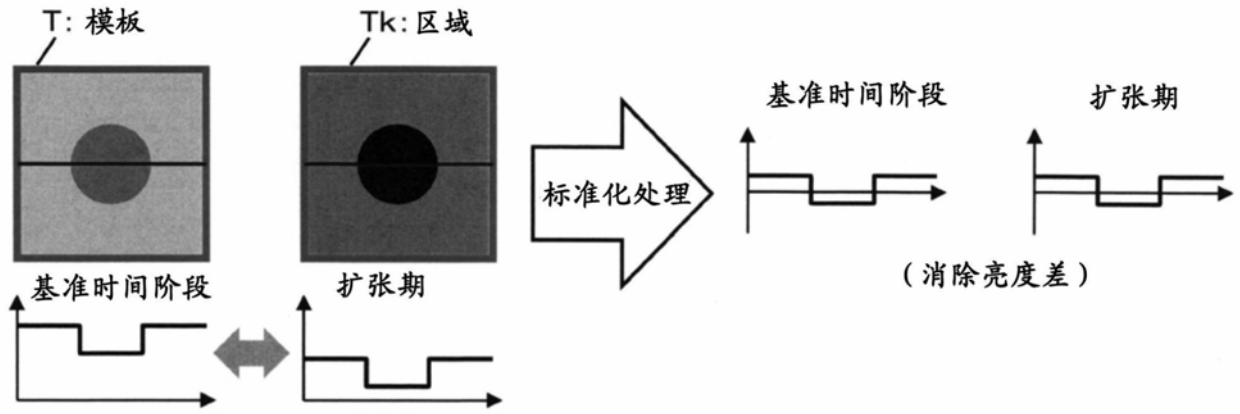 T: 模板
Tk: 区域
基准时间阶段
扩张期
标准化处理
基准时间阶段
扩张期
（消除亮度差）